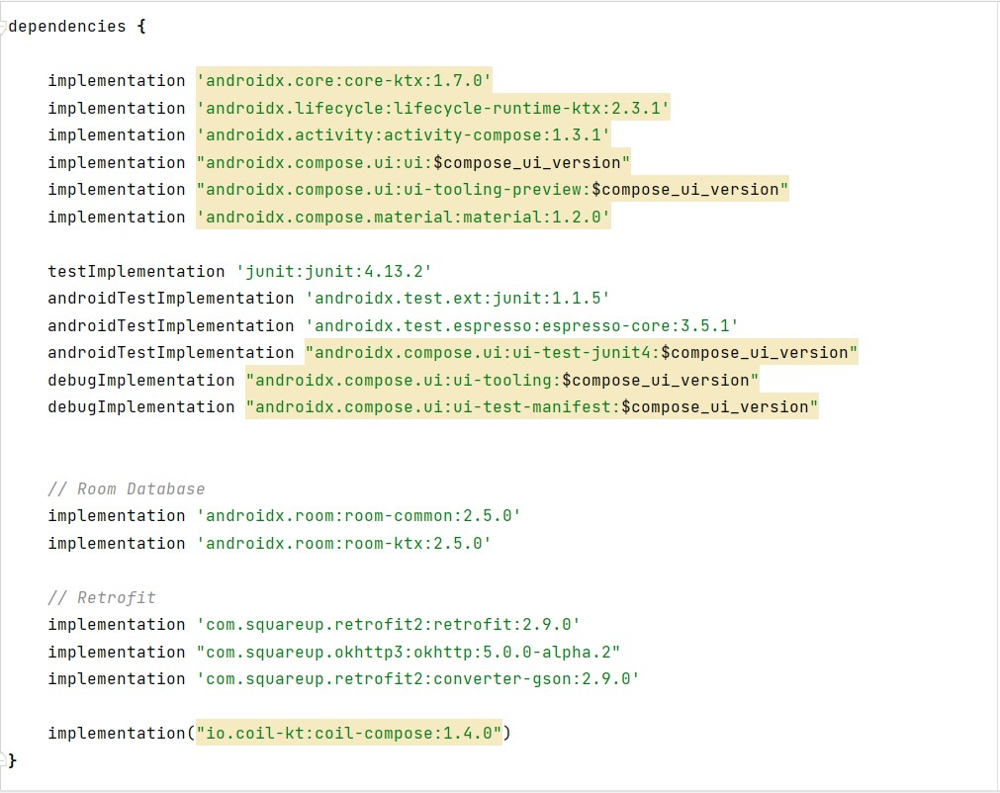 dependencies {
implementation 'androidx.core:core-ktx:1.7.0'
implementation 'androidx.lifecycle:lifecycle-runtime-ktx:2.3.1'
implementation 'androidx.activity:activity-compose:1.3.1'
implementation "androidx.compose.ui:ui:$compose_ui_version"
implementation "androidx.compose.ui:ui-tooling-preview:$compose_ui_version"
implementation 'androidx.compose.material:material:1.2.0'
testImplementation 'junit:junit:4.13.2'
androidTestImplementation 'androidx.test.ext:junit:1.1.5'
androidTestImplementation 'androidx.test.espresso:espresso-core:3.5.1'
androidTestImplementation "androidx.compose.ui:ui-test-junit4:$compose_ui_version"
debugImplementation "androidx.compose.ui:ui-tooling:$compose_ui_version"
debugImplementation "androidx.compose.ui:ui-test-manifest:$compose_ui_version"
// Room Database
implementation 'androidx.room:room-common:2.5.0'
implementation 'androidx.room:room-ktx:2.5.0'
// Retrofit
implementation 'com.squareup.retrofit2:retrofit:2.9.0'
implementation "com.squareup.okhttp3:okhttp:5.0.0-alpha.2"
implementation 'com.squareup.retrofit2:converter-gson:2.9.0'
implementation("io.coil-kt:coil-compose:1.4.0")
}